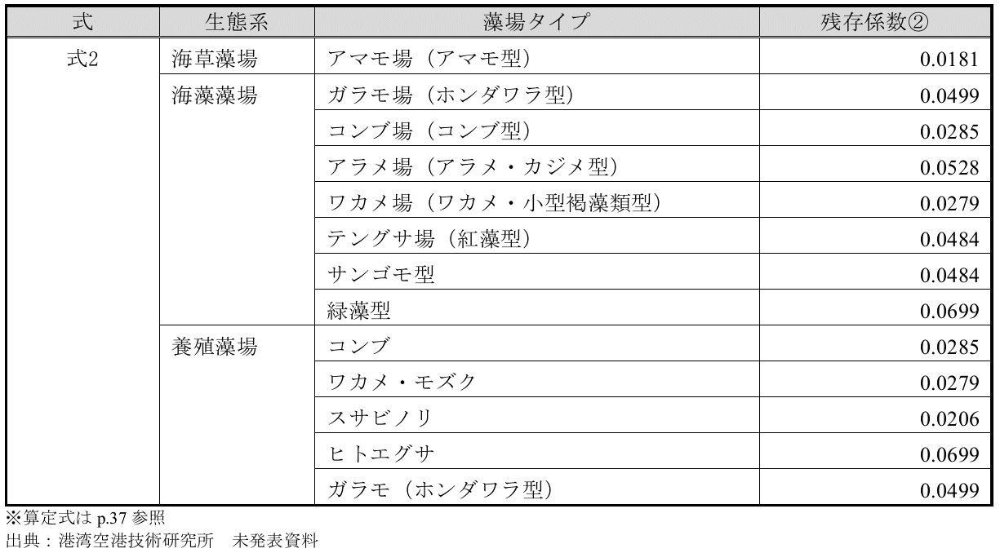 式 生態系 藻場タイプ 残存係数②
式2 海草藻場 アマモ場（アマモ型） 0.0181
海藻藻場 ガラモ場（ホンダワラ型） 0.0499
コンブ場（コンブ型） 0.0285
アラメ場（アラメ・カジメ型） 0.0528
ワカメ場（ワカメ・小型褐藻類型） 0.0279
テングサ場（紅藻型） 0.0484
サンゴモ型 0.0484
緑藻型 0.0699
養殖藻場 コンブ 0.0285
ワカメ・モズク 0.0279
スサビノリ 0.0206
ヒトエグサ 0.0699
ガラモ（ホンダワラ型） 0.0499
※算定式は p.37 参照
出典：港湾空港技術研究所　未発表資料